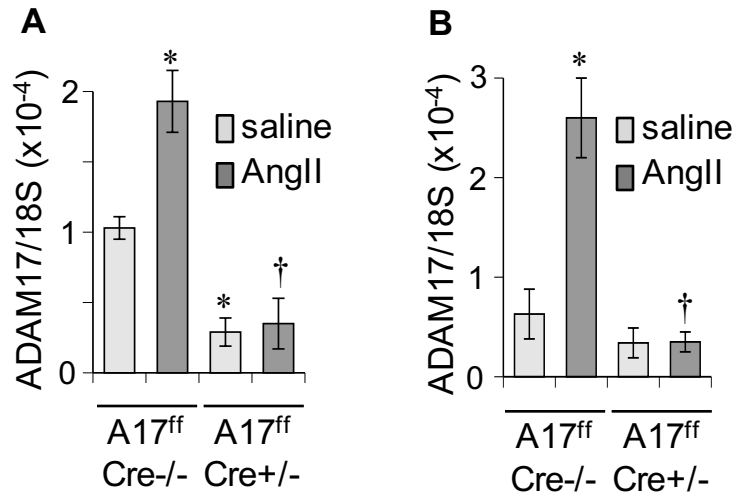 A
ADAM17/18S (x10-4)
2
1
0
*
*
†
saline
AngII
A17ff
Cre-/-
A17ff
Cre+/-
B
ADAM17/18S (x10-4)
3
2
1
0
*
†
saline
AngII
A17ff
Cre-/-
A17ff
Cre+/-